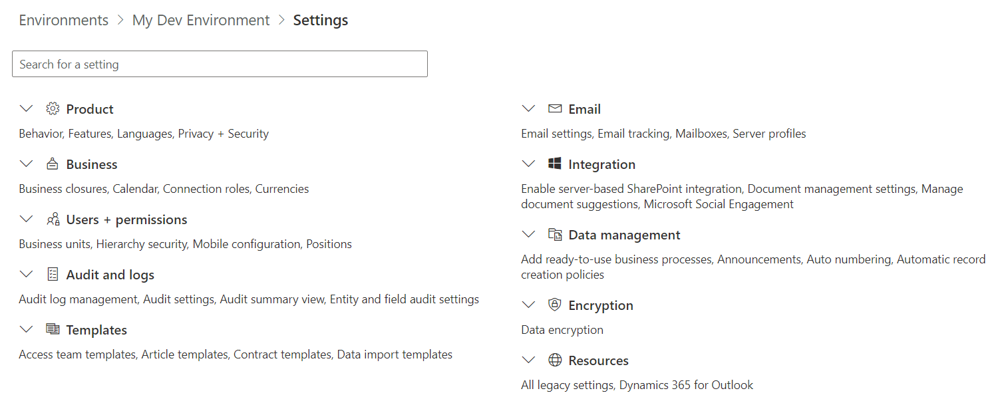 Environments > My Dev Environment > Settings
Search for a setting
Product
Behavior, Features, Languages, Privacy + Security
Business
Business closures, Calendar, Connection roles, Currencies
Users + permissions
Business units, Hierarchy security, Mobile configuration, Positions
Audit and logs
Audit log management, Audit settings, Audit summary view, Entity and field audit settings
Templates
Access team templates, Article templates, Contract templates, Data import templates
Email
Email settings, Email tracking, Mailboxes, Server profiles
Integration
Enable server-based SharePoint integration, Document management settings, Manage
document suggestions, Microsoft Social Engagement
Data management
Add ready-to-use business processes, Announcements, Auto numbering, Automatic record
creation policies
Encryption
Data encryption
Resources
All legacy settings, Dynamics 365 for Outlook